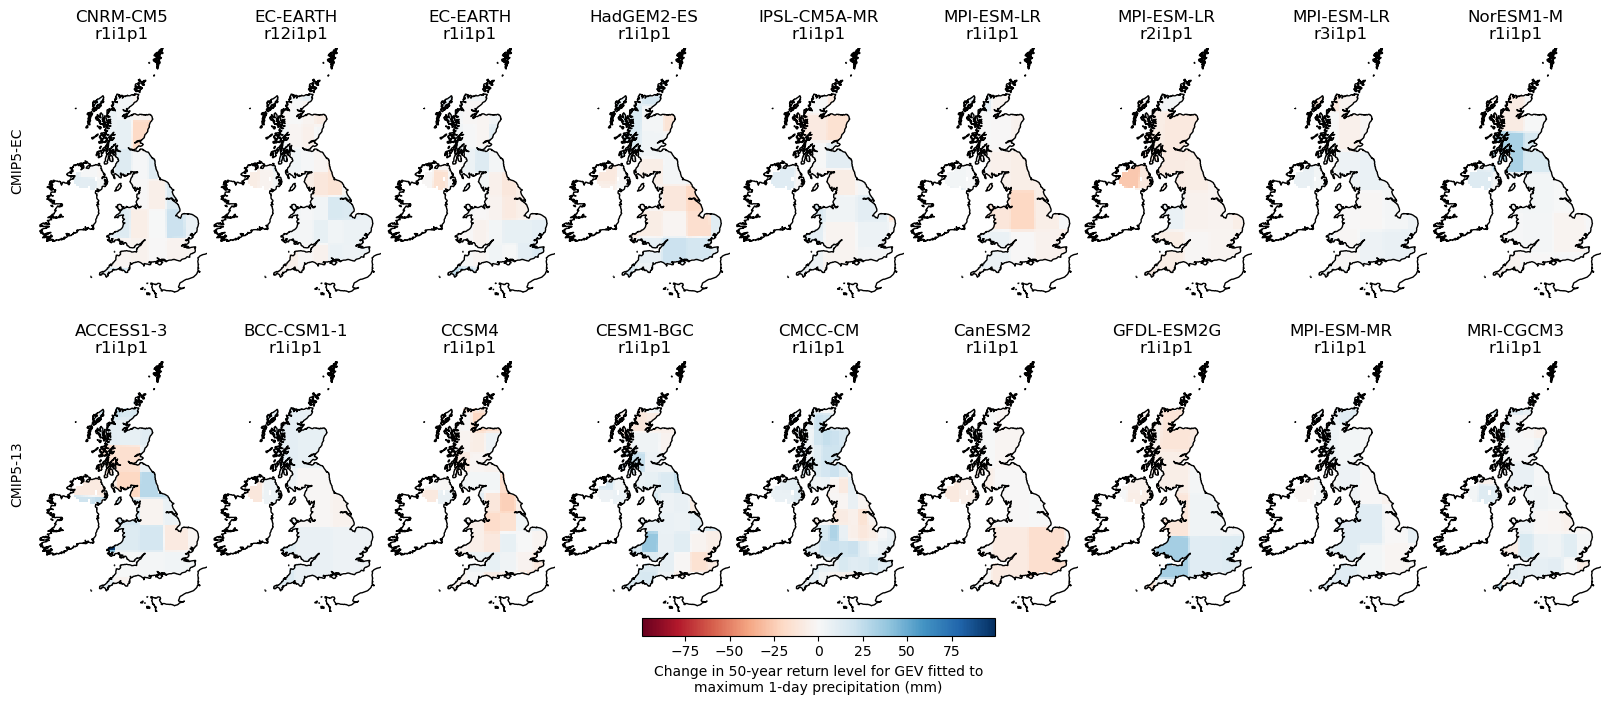 CNRM-CM5
r1i1p1
EC-EARTH
r12i1p1
EC-EARTH
r1i1p1
HadGEM2-ES
r1i1p1
IPSL-CM5A-MR
r1i1p1
MPI-ESM-LR
r1i1p1
MPI-ESM-LR
r2i1p1
MPI-ESM-LR
r3i1p1
NorESM1-M
r1i1p1
CMIP5-EC
ACCESS1-3
r1i1p1
BCC-CSM1-1
r1i1p1
CCSM4
r1i1p1
CESM1-BGC
r1i1p1
CMCC-CM
r1i1p1
CanESM2
r1i1p1
GFDL-ESM2G
r1i1p1
MPI-ESM-MR
r1i1p1
MRI-CGCM3
r1i1p1
CMIP5-13
−75 −50 −25 0 25 50 75
Change in 50-year return level for GEV fitted to
maximum 1-day precipitation (mm)